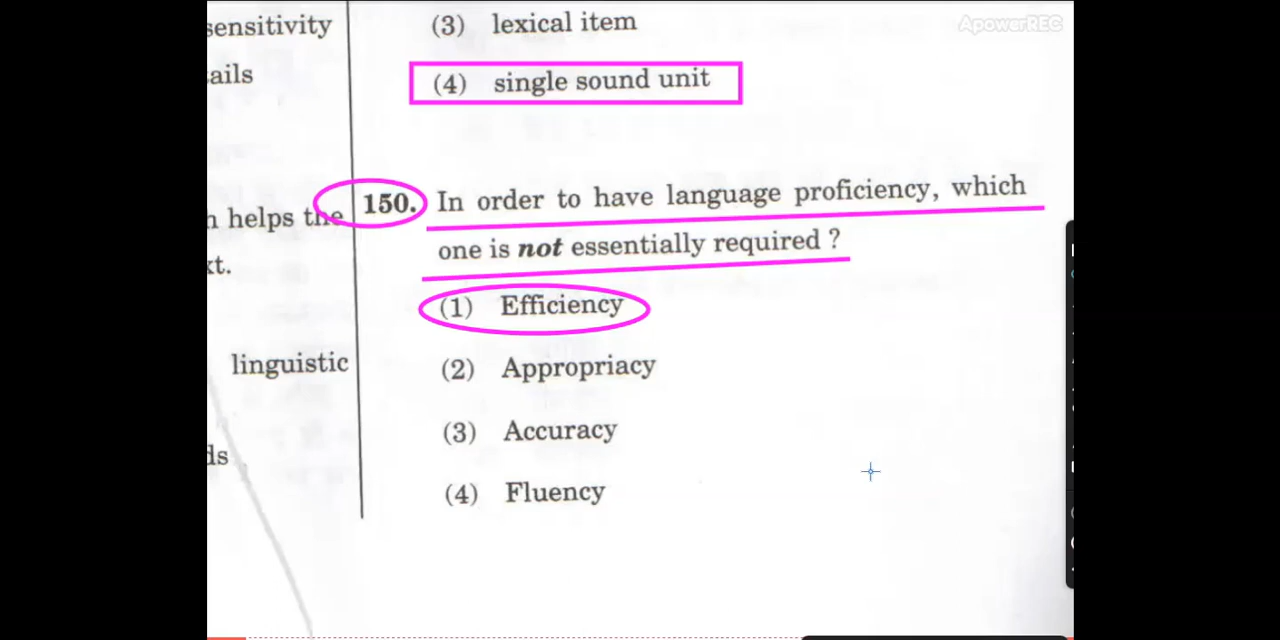 sensitivity
ails
helps the
xt.
linguistic
ds
(3) lexical item
(4) single sound unit
150. In order to have language proficiency, which
one is not essentially required ?
(1) Efficiency
(2) Appropriacy
(3) Accuracy
(4) Fluency
ApowerREC